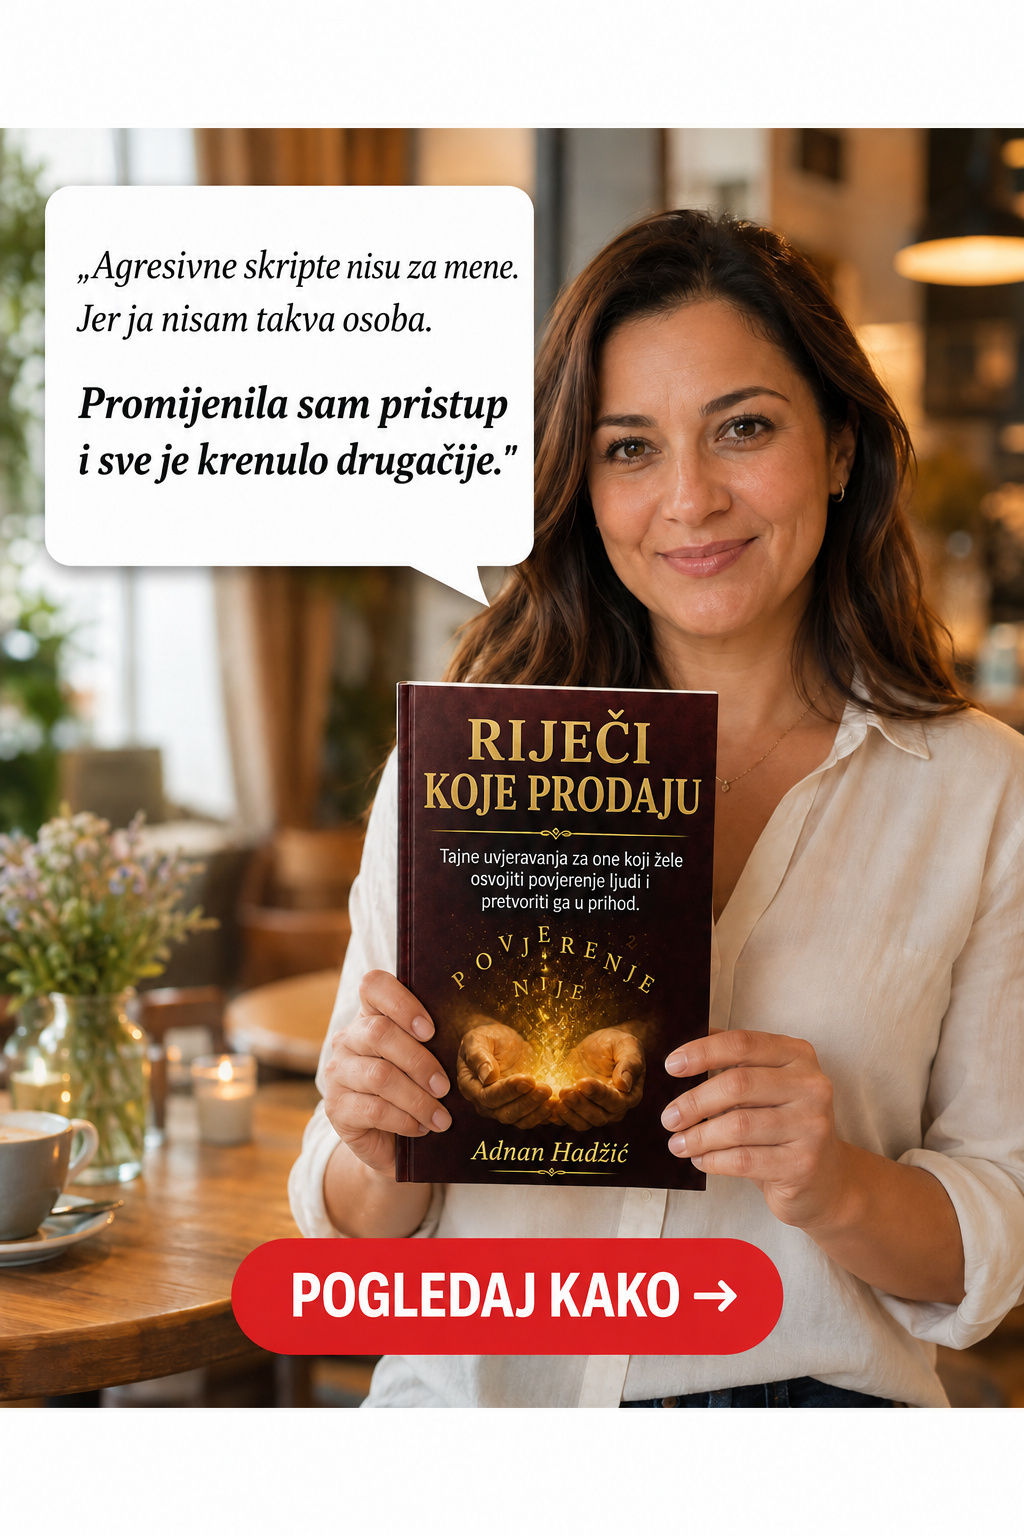 „Agresivne skripte nisu za mene.
Jer ja nisam takva osoba.
Promijenila sam pristup
i sve je krenulo drugačije.”
RIJEČI
KOJE PRODAJU
Tajne uvjeravanja za one koji žele
osvojiti povjerenje ljudi i
pretvoriti ga u prihod.
POVJERENJE
NIJE
Adnan Hadžić
POGLEDAJ KAKO →